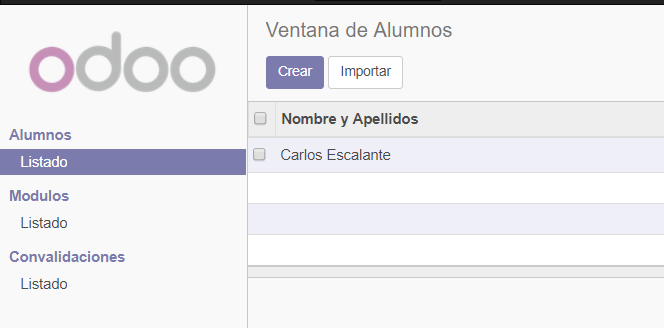 odoo
Alumnos
Listado
Modulos
Listado
Convalidaciones
Listado
Ventana de Alumnos
Crear
Importar
Nombre y Apellidos
Carlos Escalante